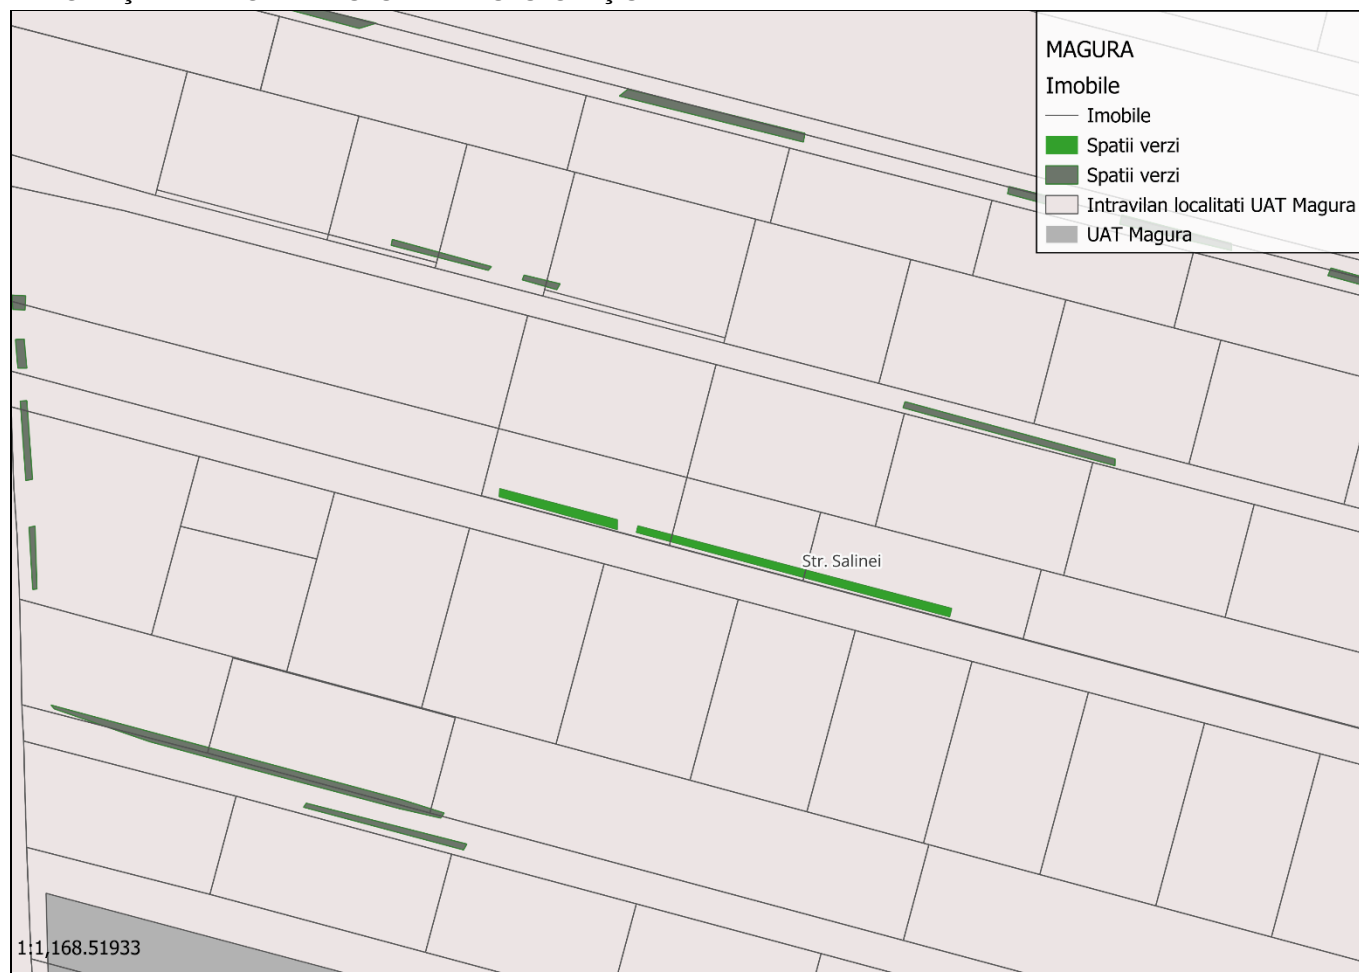 MAGURA
Imobile
Imobile
Spatii verzi
Spatii verzi
Intravilan localitati UAT Magura
UAT Magura
Str. Salinei
1:1,168.51933